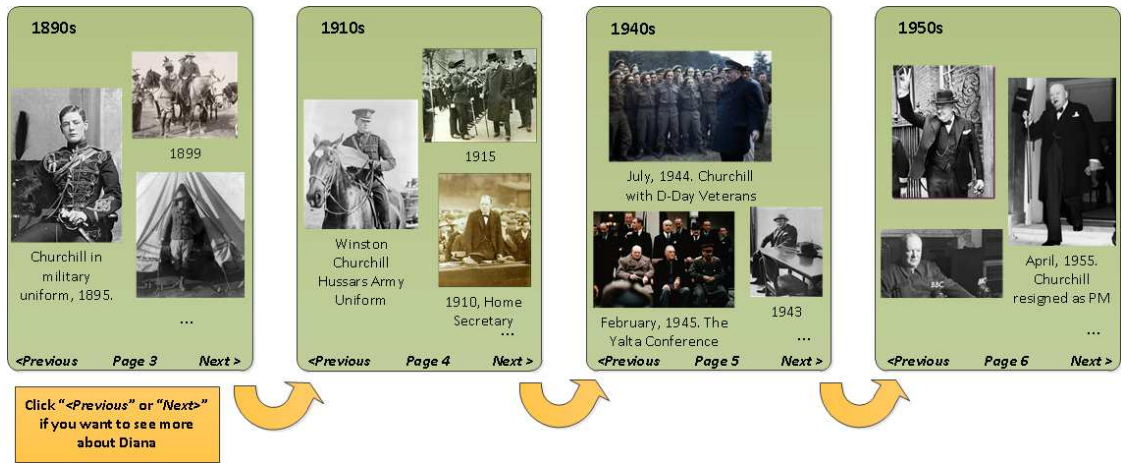 1890s
1899
Churchill in
military
uniform, 1895.
...
<Previous Page 3 Next >
1910s
1915
Winston
Churchill
Hussars Army
Uniform
1910, Home
Secretary
...
<Previous Page 4 Next >
1940s
July, 1944. Churchill
with D-Day Veterans
1943
February, 1945. The
Yalta Conference
...
<Previous Page 5 Next >
1950s
BBC
April, 1955.
Churchill
resigned as PM
...
<Previous Page 6 Next >
Click “<Previous” or “Next>”
if you want to see more
about Diana